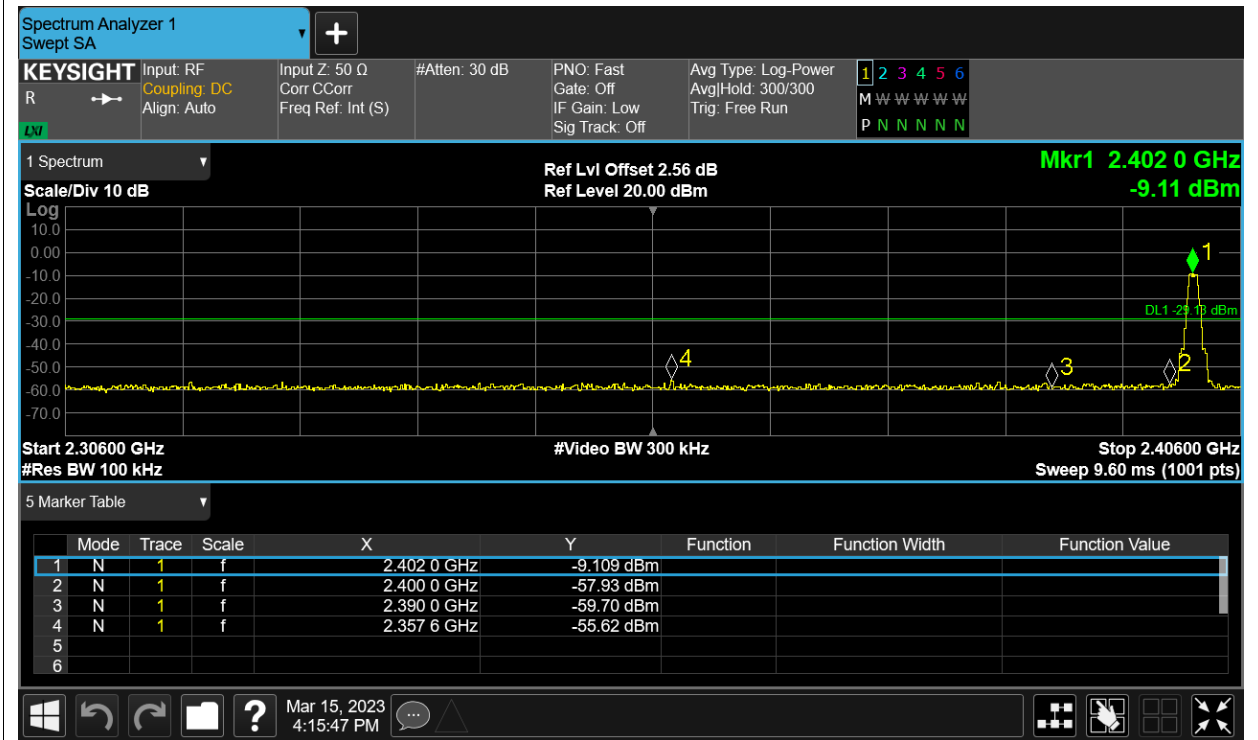 Spectrum Analyzer 1
Swept SA
+
KEYSIGHT
R
LXI
Input: RF
Coupling: DC
Align: Auto
Input Z: 50 Ω
Corr CCorr
Freq Ref: Int (S)
#Atten: 30 dB
PNO: Fast
Gate: Off
IF Gain: Low
Sig Track: Off
Avg Type: Log-Power
Avg|Hold: 300/300
Trig: Free Run
1 2 3 4 5 6
M W W W W W
P N N N N N
1 Spectrum
Scale/Div 10 dB
Ref Lvl Offset 2.56 dB
Ref Level 20.00 dBm
Mkr1 2.402 0 GHz
-9.11 dBm
Log
10.0
0.00
-10.0
-20.0
-30.0
-40.0
-50.0
-60.0
-70.0
1
DL1 -29.13 dBm
4
3
2
Start 2.30600 GHz
#Video BW 300 kHz
Stop 2.40600 GHz
#Res BW 100 kHz
Sweep 9.60 ms (1001 pts)
5 Marker Table
Mode Trace Scale X Y Function Function Width Function Value
1 N 1 f 2.402 0 GHz -9.109 dBm
2 N 1 f 2.400 0 GHz -57.93 dBm
3 N 1 f 2.390 0 GHz -59.70 dBm
4 N 1 f 2.357 6 GHz -55.62 dBm
5
6
?
Mar 15, 2023
4:15:47 PM